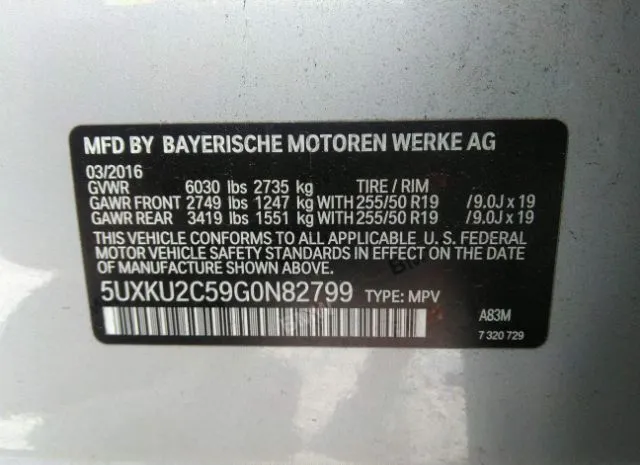 MFD BY BAYERISCHE MOTOREN WERKE AG
03/2016
GVWR 6030 lbs 2735 kg TIRE / RIM
GAWR FRONT 2749 lbs 1247 kg WITH 255/50 R19 /9.0J x 19
GAWR REAR 3419 lbs 1551 kg WITH 255/50 R19 /9.0J x 19
THIS VEHICLE CONFORMS TO ALL APPLICABLE U. S. FEDERAL
MOTOR VEHICLE SAFETY STANDARDS IN EFFECT ON THE
DATE OF MANUFACTURE SHOWN ABOVE.
5UXKU2C59G0N82799 TYPE: MPV
A83M
7 320 729